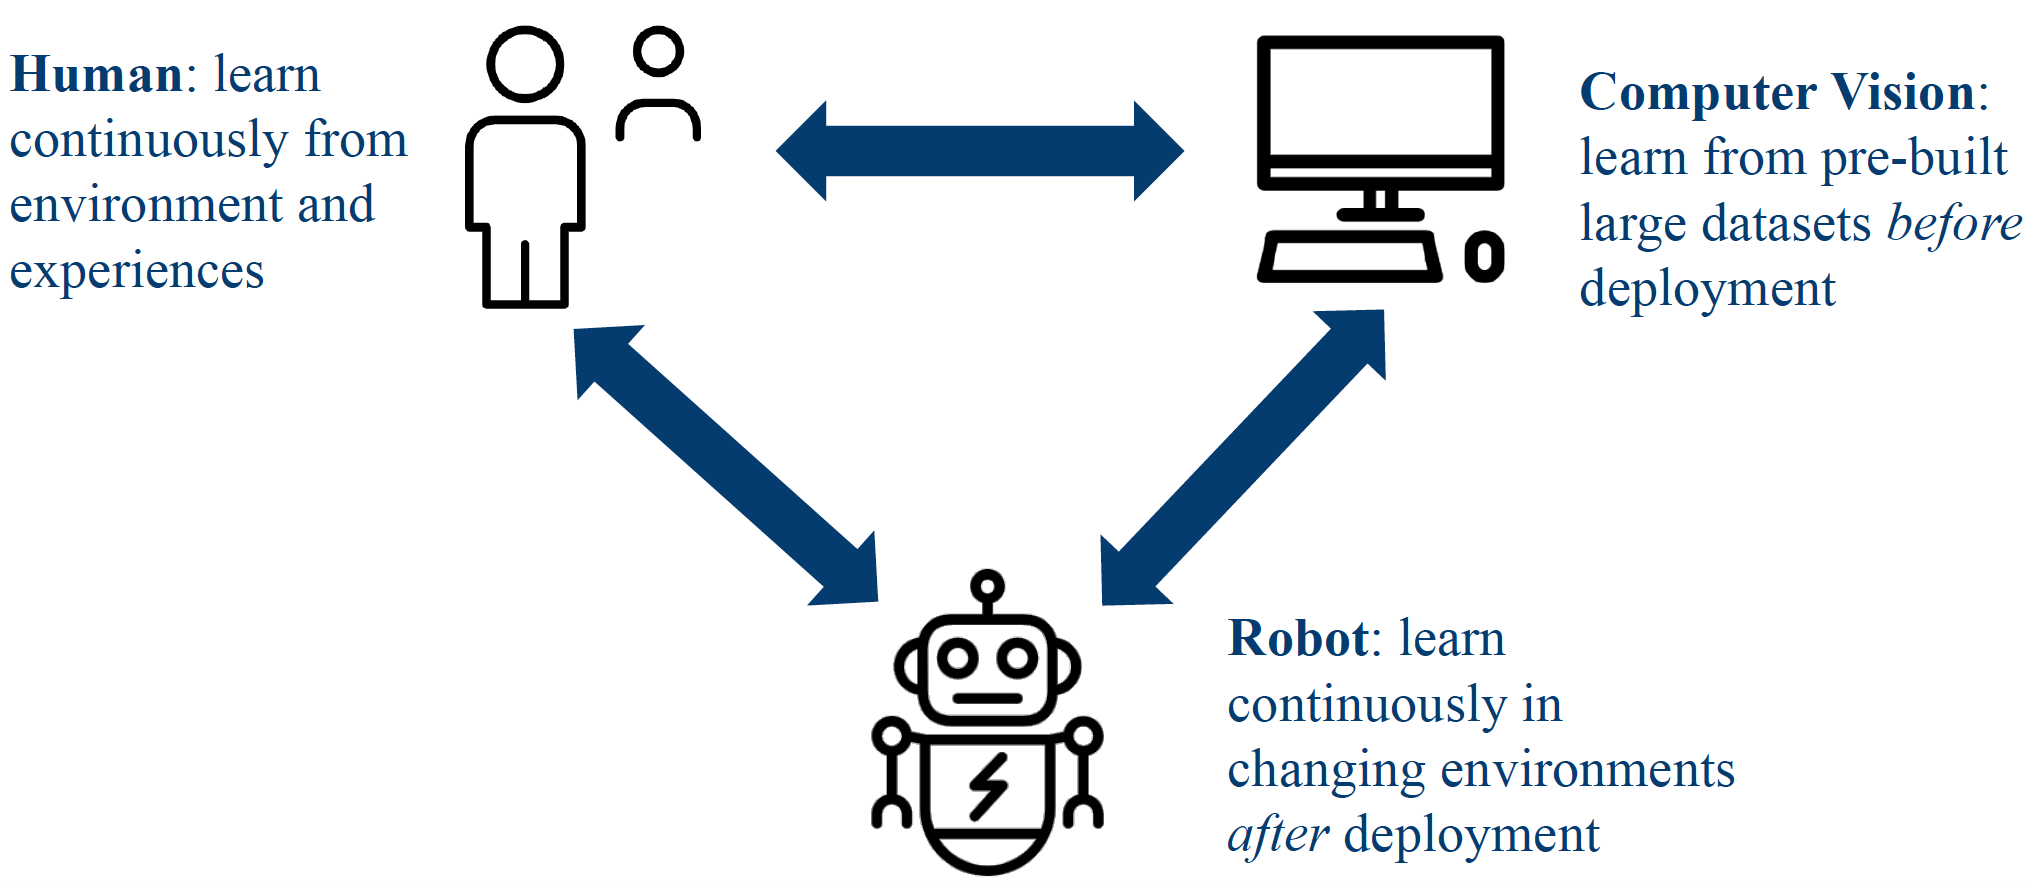 Human: learn
continuously from
environment and
experiences
Computer Vision:
learn from pre-built
large datasets before
deployment
Robot: learn
continuously in
changing environments
after deployment